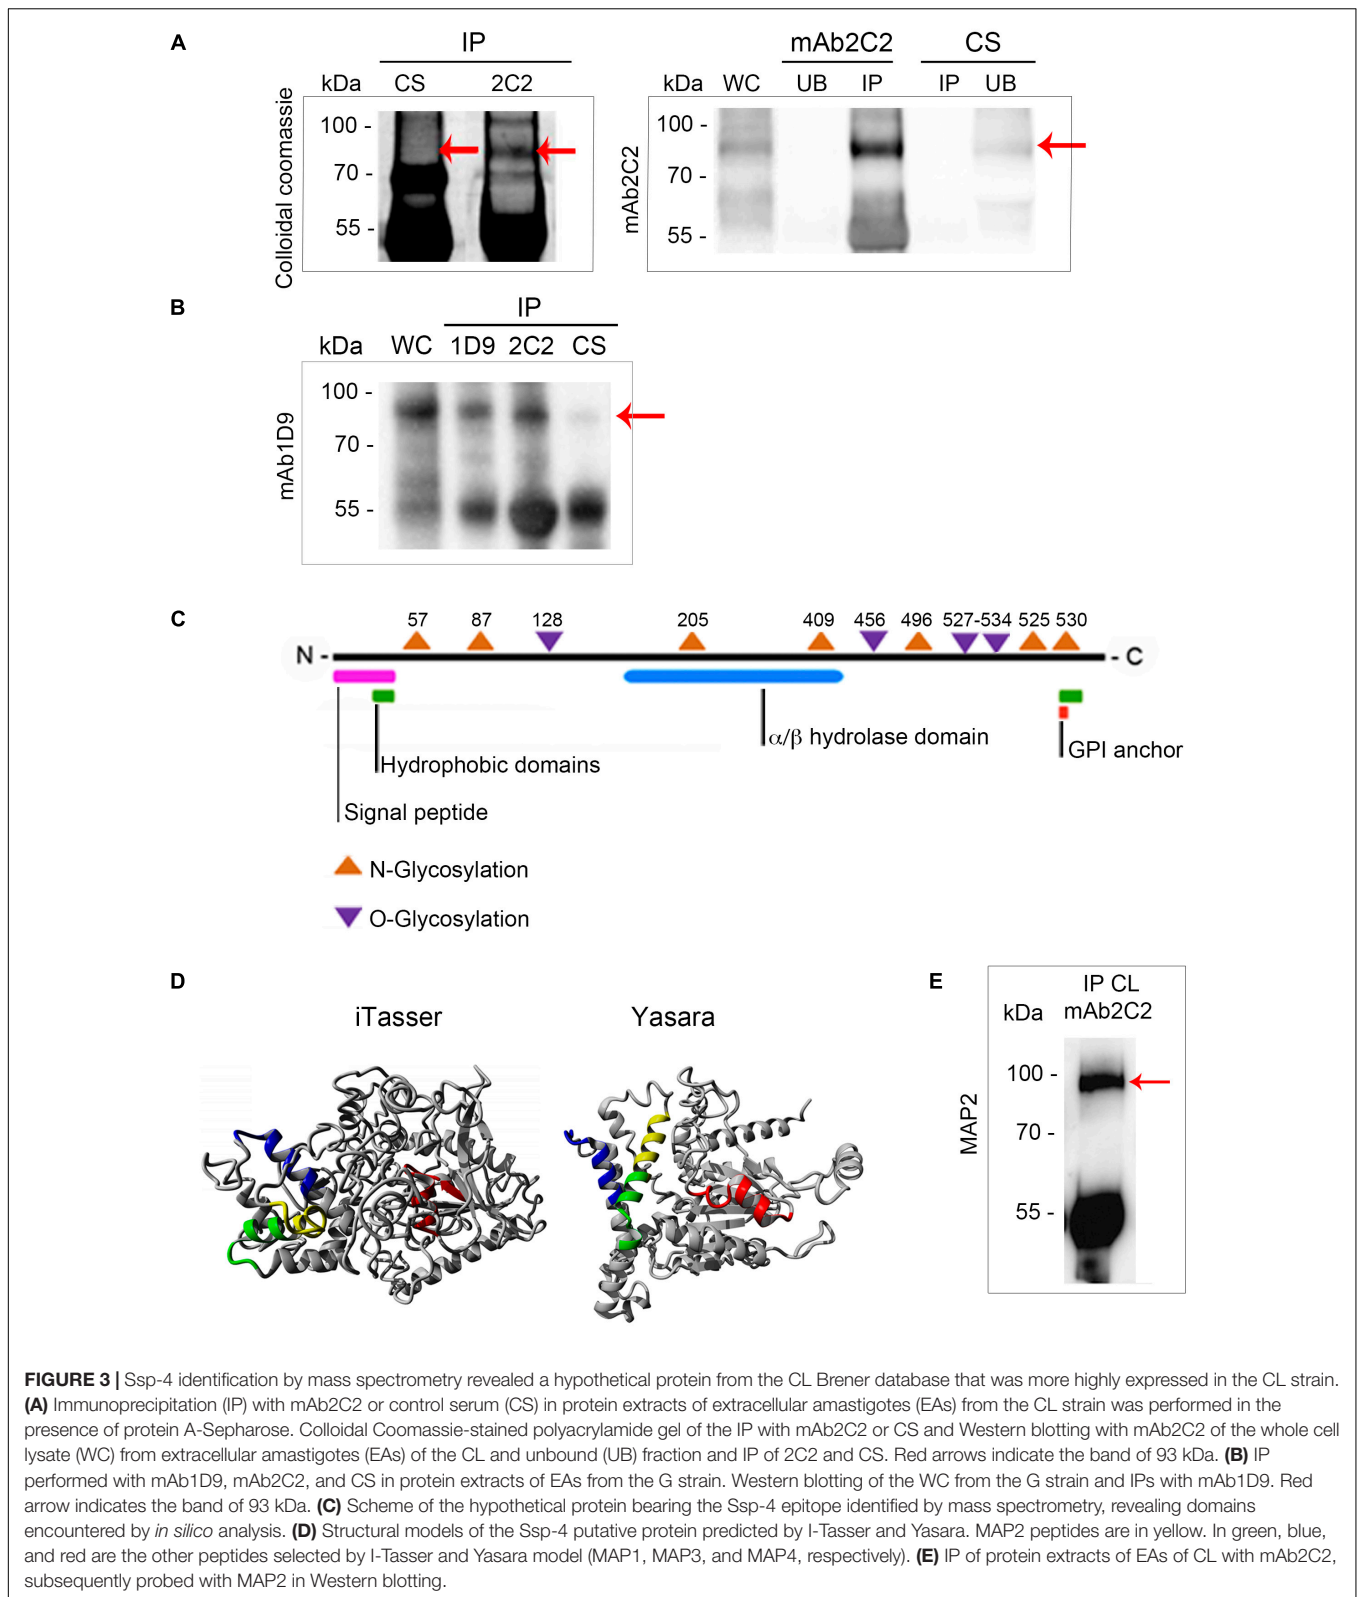 A
IP
kDa CS 2C2
Colloidal coomassie
100 -
70 -
55 -
mAb2C2 CS
kDa WC UB IP IP UB
mAb2C2
100 -
70 -
55 -
B
IP
kDa WC 1D9 2C2 CS
mAb1D9
100 -
70 -
55 -
C
57 87 128 205 409 456 496 527-534 525 530
N - - C
α/β hydrolase domain
GPI anchor
Hydrophobic domains
Signal peptide
N-Glycosylation
O-Glycosylation
D
iTasser Yasara
E
IP CL
kDa mAb2C2
MAP2
100 -
70 -
55 -
FIGURE 3 | Ssp-4 identification by mass spectrometry revealed a hypothetical protein from the CL Brener database that was more highly expressed in the CL strain.
(A) Immunoprecipitation (IP) with mAb2C2 or control serum (CS) in protein extracts of extracellular amastigotes (EAs) from the CL strain was performed in the
presence of protein A-Sepharose. Colloidal Coomassie-stained polyacrylamide gel of the IP with mAb2C2 or CS and Western blotting with mAb2C2 of the whole cell
lysate (WC) from extracellular amastigotes (EAs) of the CL and unbound (UB) fraction and IP of 2C2 and CS. Red arrows indicate the band of 93 kDa. (B) IP
performed with mAb1D9, mAb2C2, and CS in protein extracts of EAs from the G strain. Western blotting of the WC from the G strain and IPs with mAb1D9. Red
arrow indicates the band of 93 kDa. (C) Scheme of the hypothetical protein bearing the Ssp-4 epitope identified by mass spectrometry, revealing domains
encountered by in silico analysis. (D) Structural models of the Ssp-4 putative protein predicted by I-Tasser and Yasara. MAP2 peptides are in yellow. In green, blue,
and red are the other peptides selected by I-Tasser and Yasara model (MAP1, MAP3, and MAP4, respectively). (E) IP of protein extracts of EAs of CL with mAb2C2,
subsequently probed with MAP2 in Western blotting.